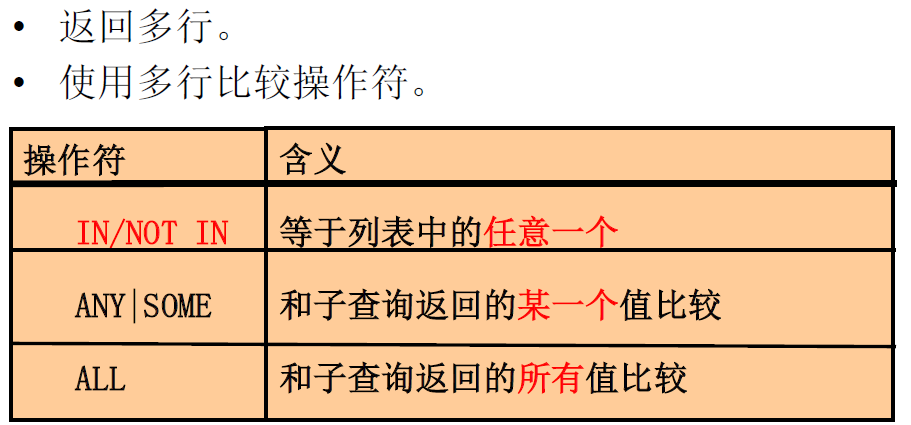 • 返回多行。
• 使用多行比较操作符。
操作符 含义
IN/NOT IN 等于列表中的任意一个
ANY|SOME 和子查询返回的某一个值比较
ALL 和子查询返回的所有值比较